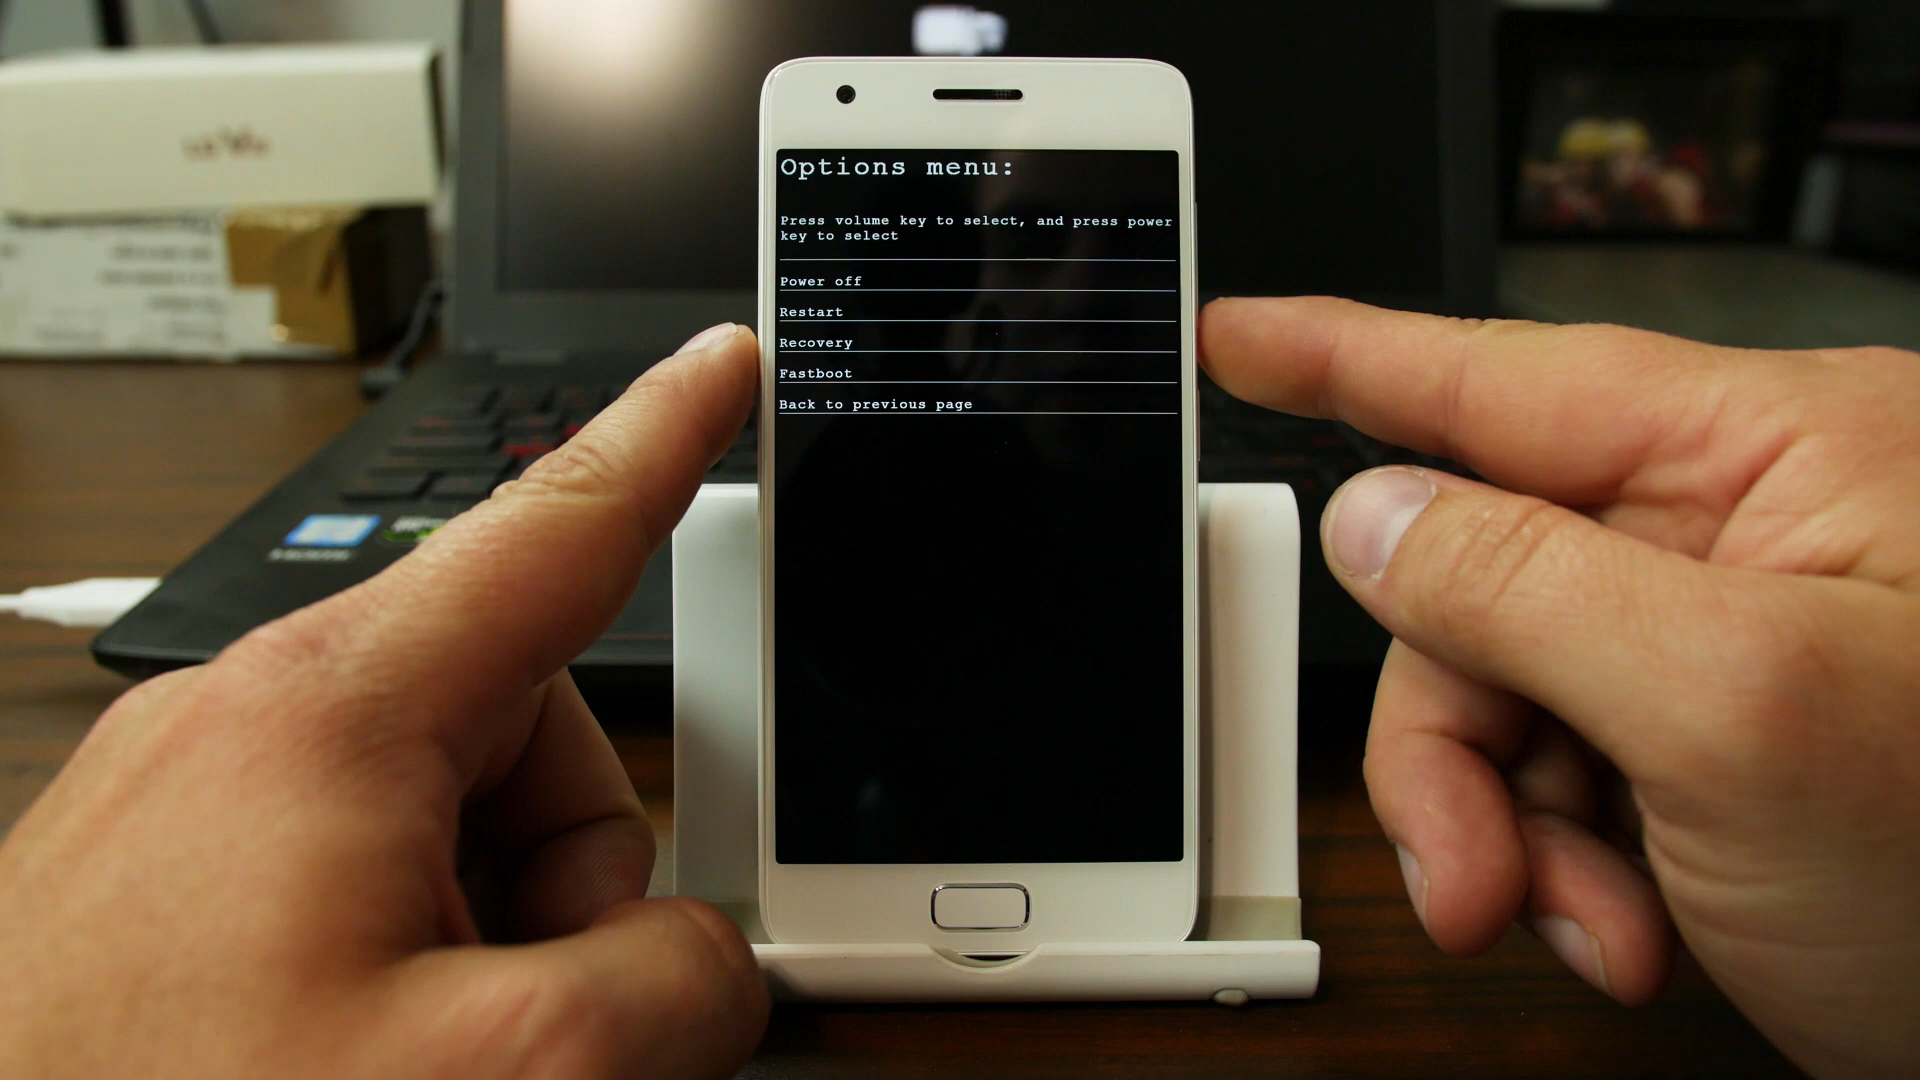 Options menu:
Press volume key to select, and press power
key to select
Power off
Restart
Recovery
Fastboot
Back to previous page